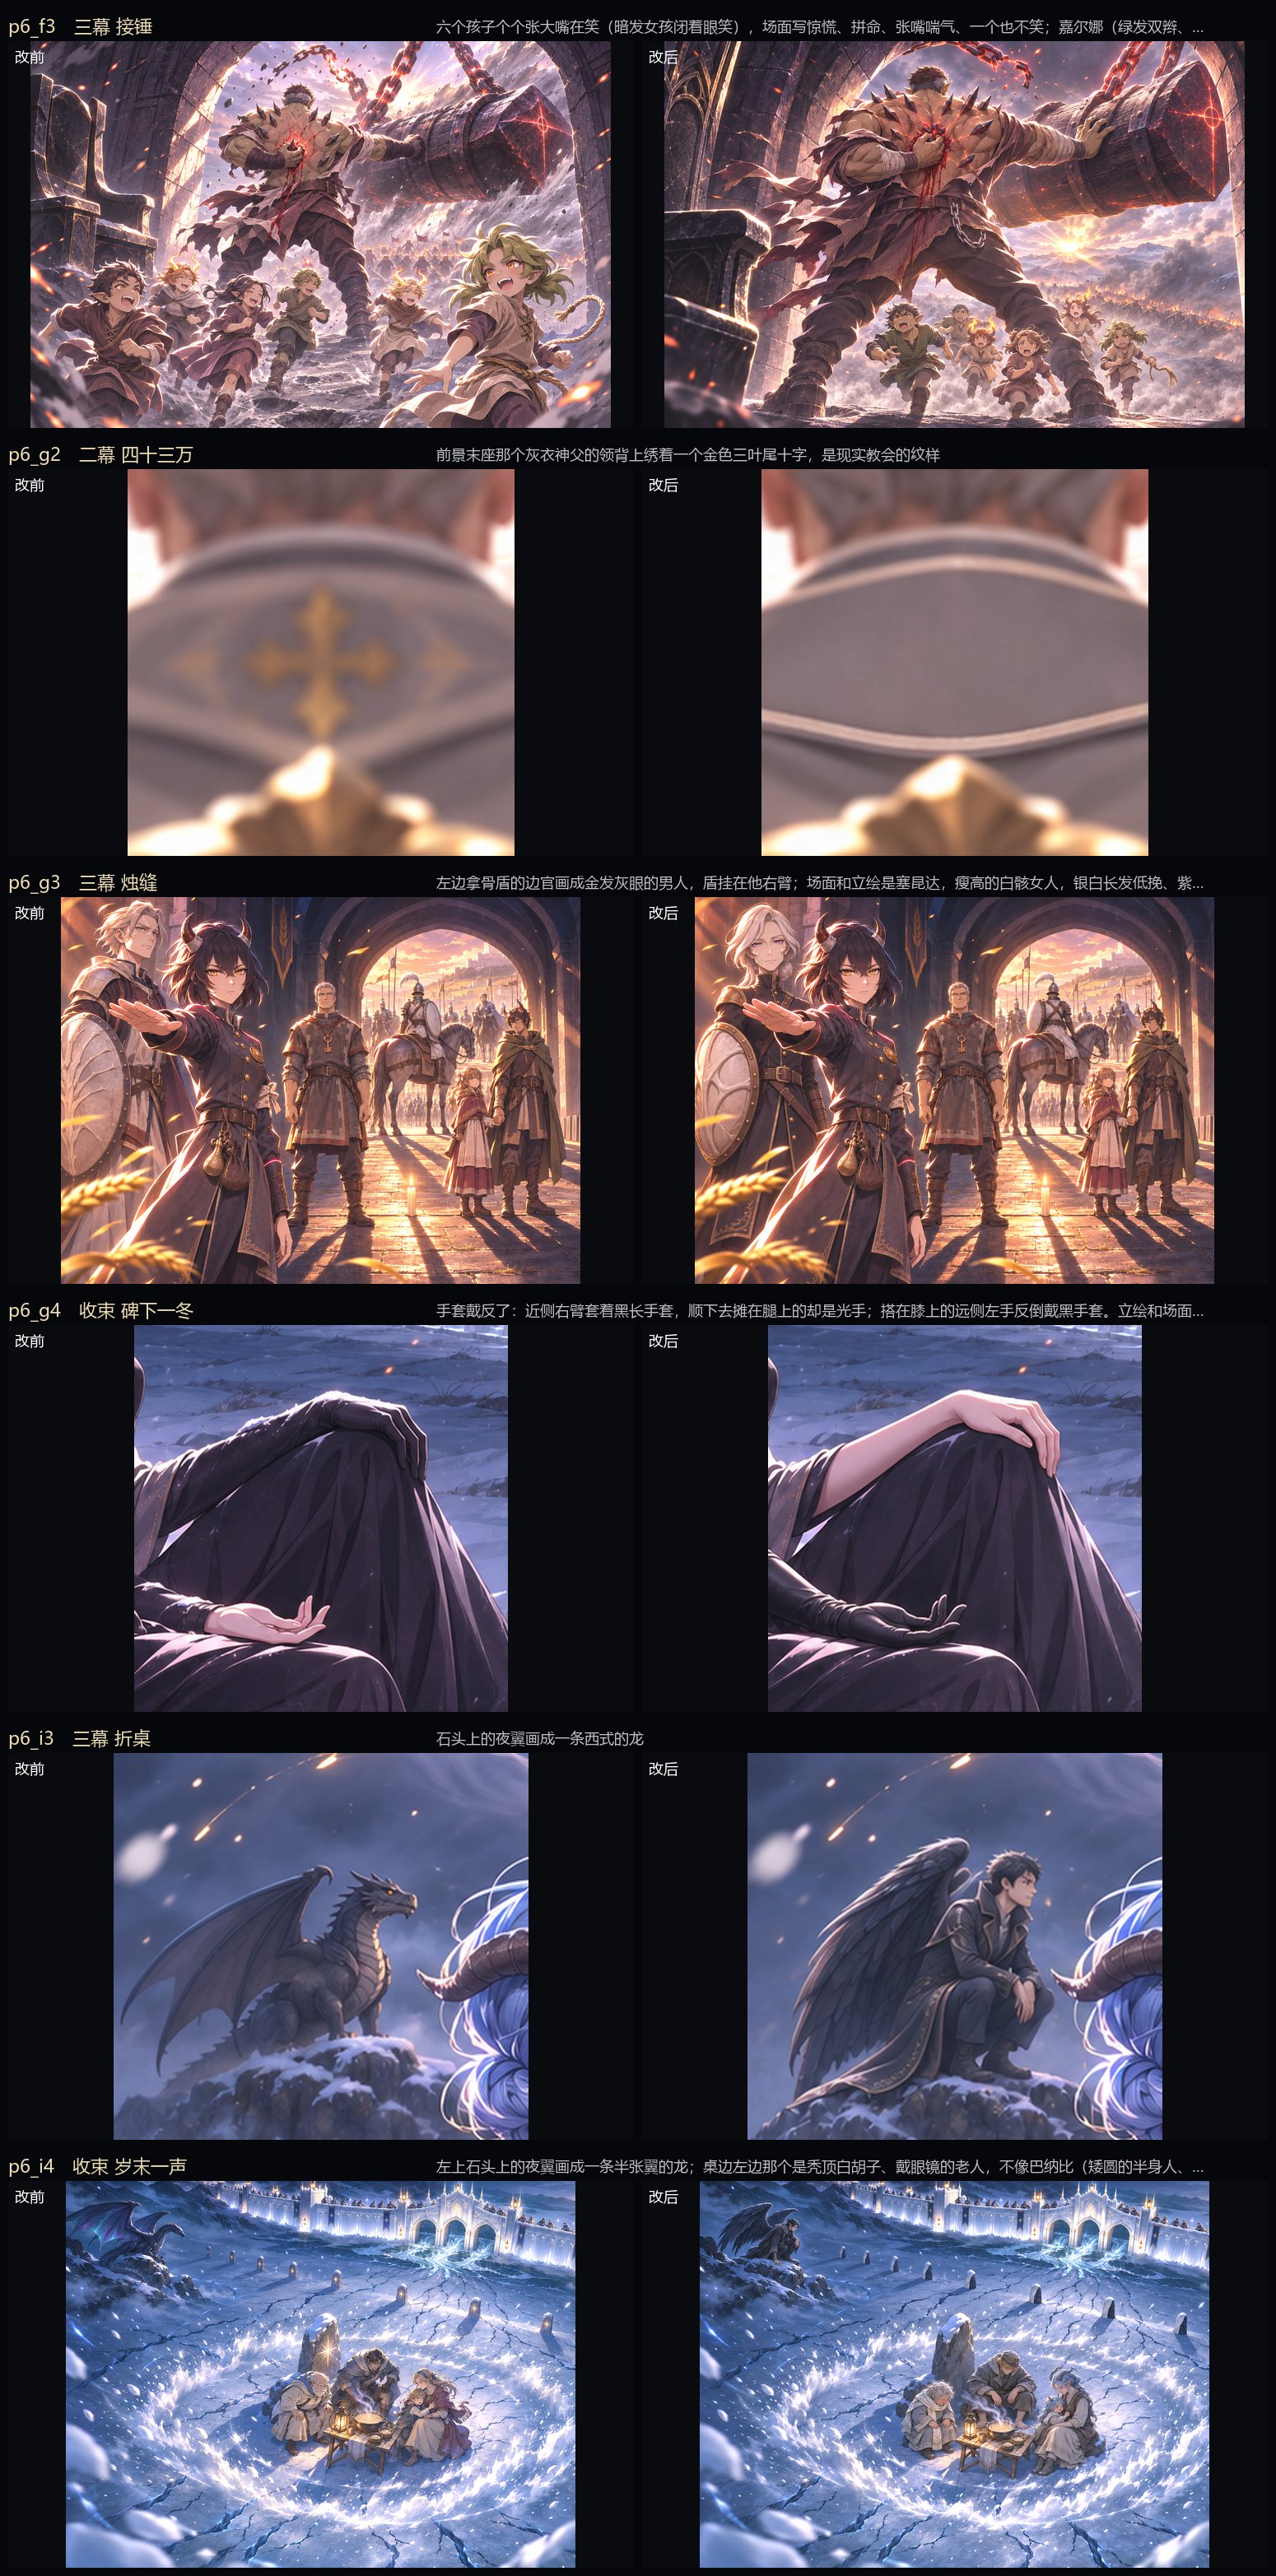 p6_f3 三幕 接锤 六个孩子个个张大嘴在笑（暗发女孩闭着眼笑），场面写惊慌、拼命、张嘴喘气、一个也不笑；嘉尔娜（绿发双辫、...
改前 改后
p6_g2 二幕 四十三万 前景末座那个灰衣神父的领背上绣着一个金色三叶尾十字，是现实教会的纹样
改前 改后
p6_g3 三幕 烛缝 左边拿骨盾的边官画成金发灰眼的男人，盾挂在他右臂；场面和立绘是塞昆达，瘦高的白骸女人，银白长发低挽、紫...
改前 改后
p6_g4 收束 碑下一冬 手套戴反了：近侧右臂套着黑长手套，顺下去摊在腿上的却是光手；搭在膝上的远侧左手反倒戴黑手套。立绘和场面...
改前 改后
p6_i3 三幕 折桌 石头上的夜翼画成一条西式的龙
改前 改后
p6_i4 收束 岁末一声 左上石头上的夜翼画成一条半张翼的龙；桌边左边那个是秃顶白胡子、戴眼镜的老人，不像巴纳比（矮圆的半身人、...
改前 改后